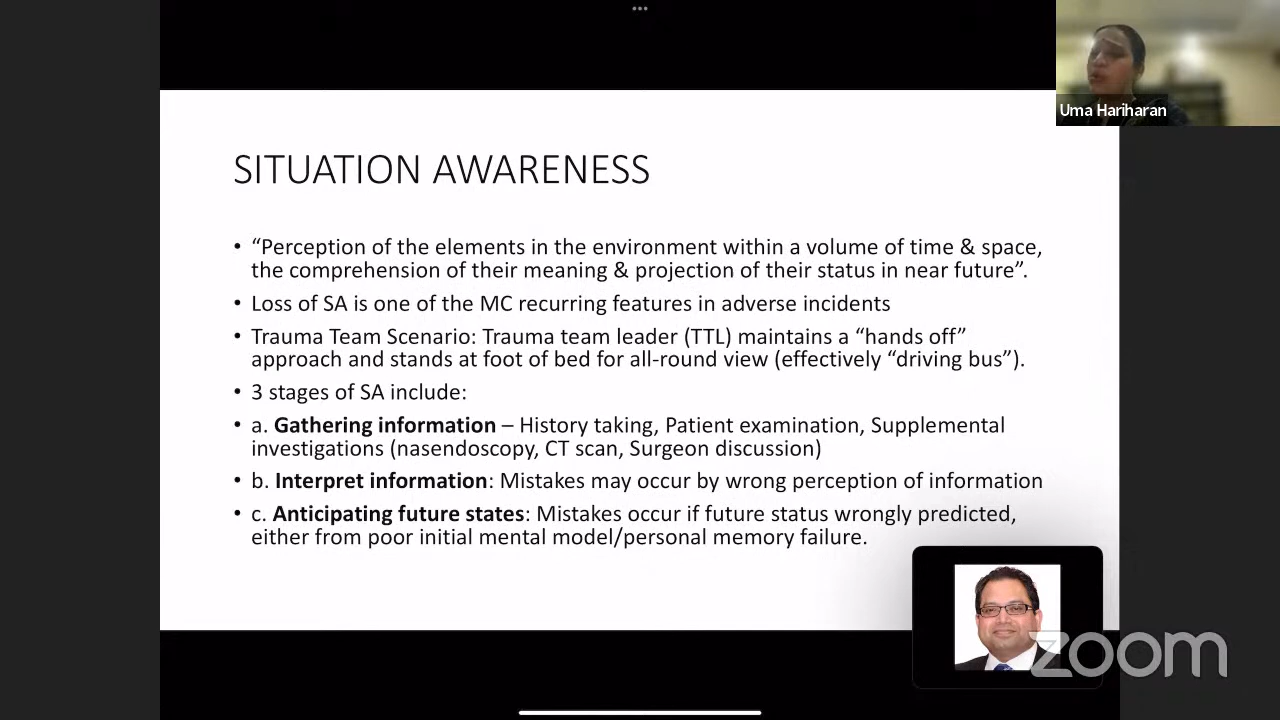 Uma Hariharan
SITUATION AWARENESS
• “Perception of the elements in the environment within a volume of time & space,
the comprehension of their meaning & projection of their status in near future”.
• Loss of SA is one of the MC recurring features in adverse incidents
• Trauma Team Scenario: Trauma team leader (TTL) maintains a “hands off”
approach and stands at foot of bed for all-round view (effectively “driving bus”).
• 3 stages of SA include:
• a. Gathering information – History taking, Patient examination, Supplemental
investigations (nasendoscopy, CT scan, Surgeon discussion)
• b. Interpret information: Mistakes may occur by wrong perception of information
• c. Anticipating future states: Mistakes occur if future status wrongly predicted,
either from poor initial mental model/personal memory failure.
zoom